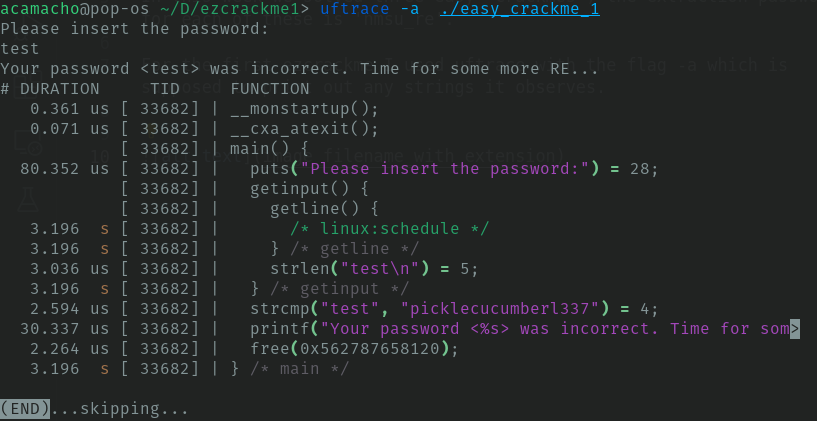 acamacho@pop-os ~/D/ezcrackme1> uftrace -a  ./easy_crackme_1
Please insert the password:
test
Your password <test> was incorrect. Time for some more RE...
# DURATION     TID     FUNCTION
   0.361 us [ 33682] | __monstartup();
   0.071 us [ 33682] | __cxa_atexit();
            [ 33682] | main() {
  80.352 us [ 33682] |   puts("Please insert the password:") = 28;
            [ 33682] |   getinput() {
            [ 33682] |     getline() {
   3.196  s [ 33682] |       /* linux:schedule */
   3.196  s [ 33682] |     } /* getline */
   3.036 us [ 33682] |     strlen("test\n") = 5;
   3.196  s [ 33682] |   } /* getinput */
   2.594 us [ 33682] |   strcmp("test", "picklecucumberl337") = 4;
  30.337 us [ 33682] |   printf("Your password <%s> was incorrect. Time for som>
   2.264 us [ 33682] |   free(0x562787658120);
   3.196  s [ 33682] | } /* main */
(END)...skipping...